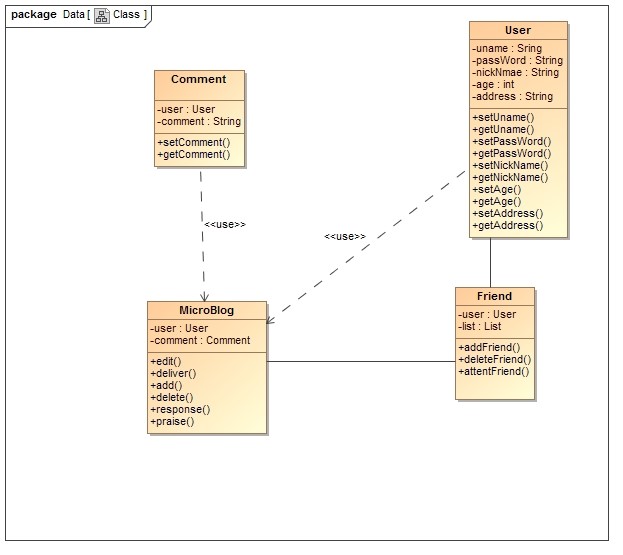 package Data [ Class ]
User
-uname : Sring
-passWord : String
-nickNmae : String
-age : int
-address : String
+setUname()
+getUname()
+setPassWord()
+getPassWord()
+setNickName()
+getNickName()
+setAge()
+getAge()
+setAddress()
+getAddress()
Comment
-user : User
-comment : String
+setComment()
+getComment()
<<use>>
<<use>>
MicroBlog
-user : User
-comment : Comment
+edit()
+deliver()
+add()
+delete()
+response()
+praise()
Friend
-user : User
-list : List
+addFriend()
+deleteFriend()
+attentFriend()